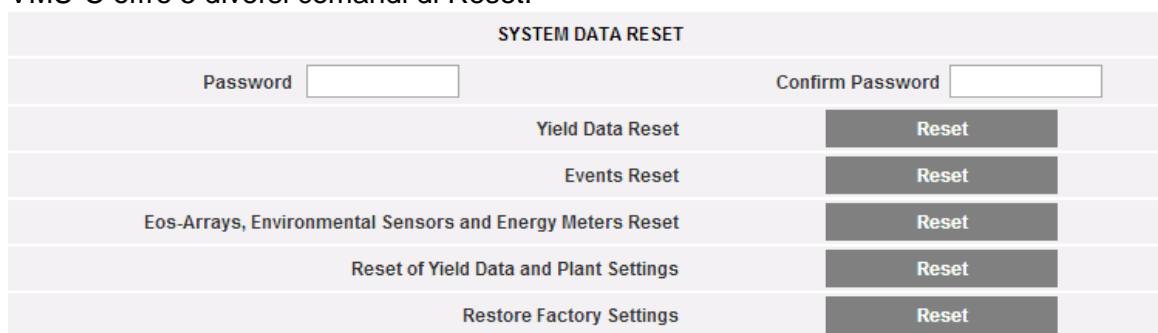 SYSTEM DATA RESET
Password Confirm Password
Yield Data Reset Reset
Events Reset Reset
Eos-Arrays, Environmental Sensors and Energy Meters Reset Reset
Reset of Yield Data and Plant Settings Reset
Restore Factory Settings Reset